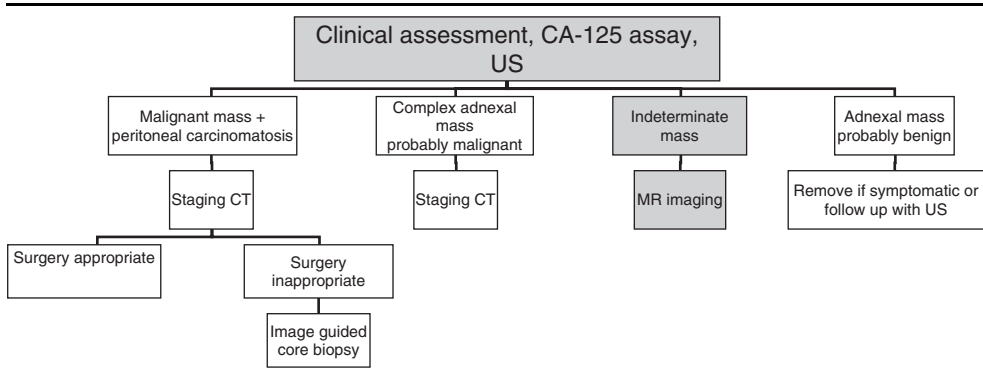 Clinical assessment, CA-125 assay,
US
Malignant mass +
peritoneal carcinomatosis
Complex adnexal
mass
probably malignant
Indeterminate
mass
Adnexal mass
probably benign
Staging CT
Staging CT
MR imaging
Remove if symptomatic or
follow up with US
Surgery appropriate
Surgery
inappropriate
Image guided
core biopsy